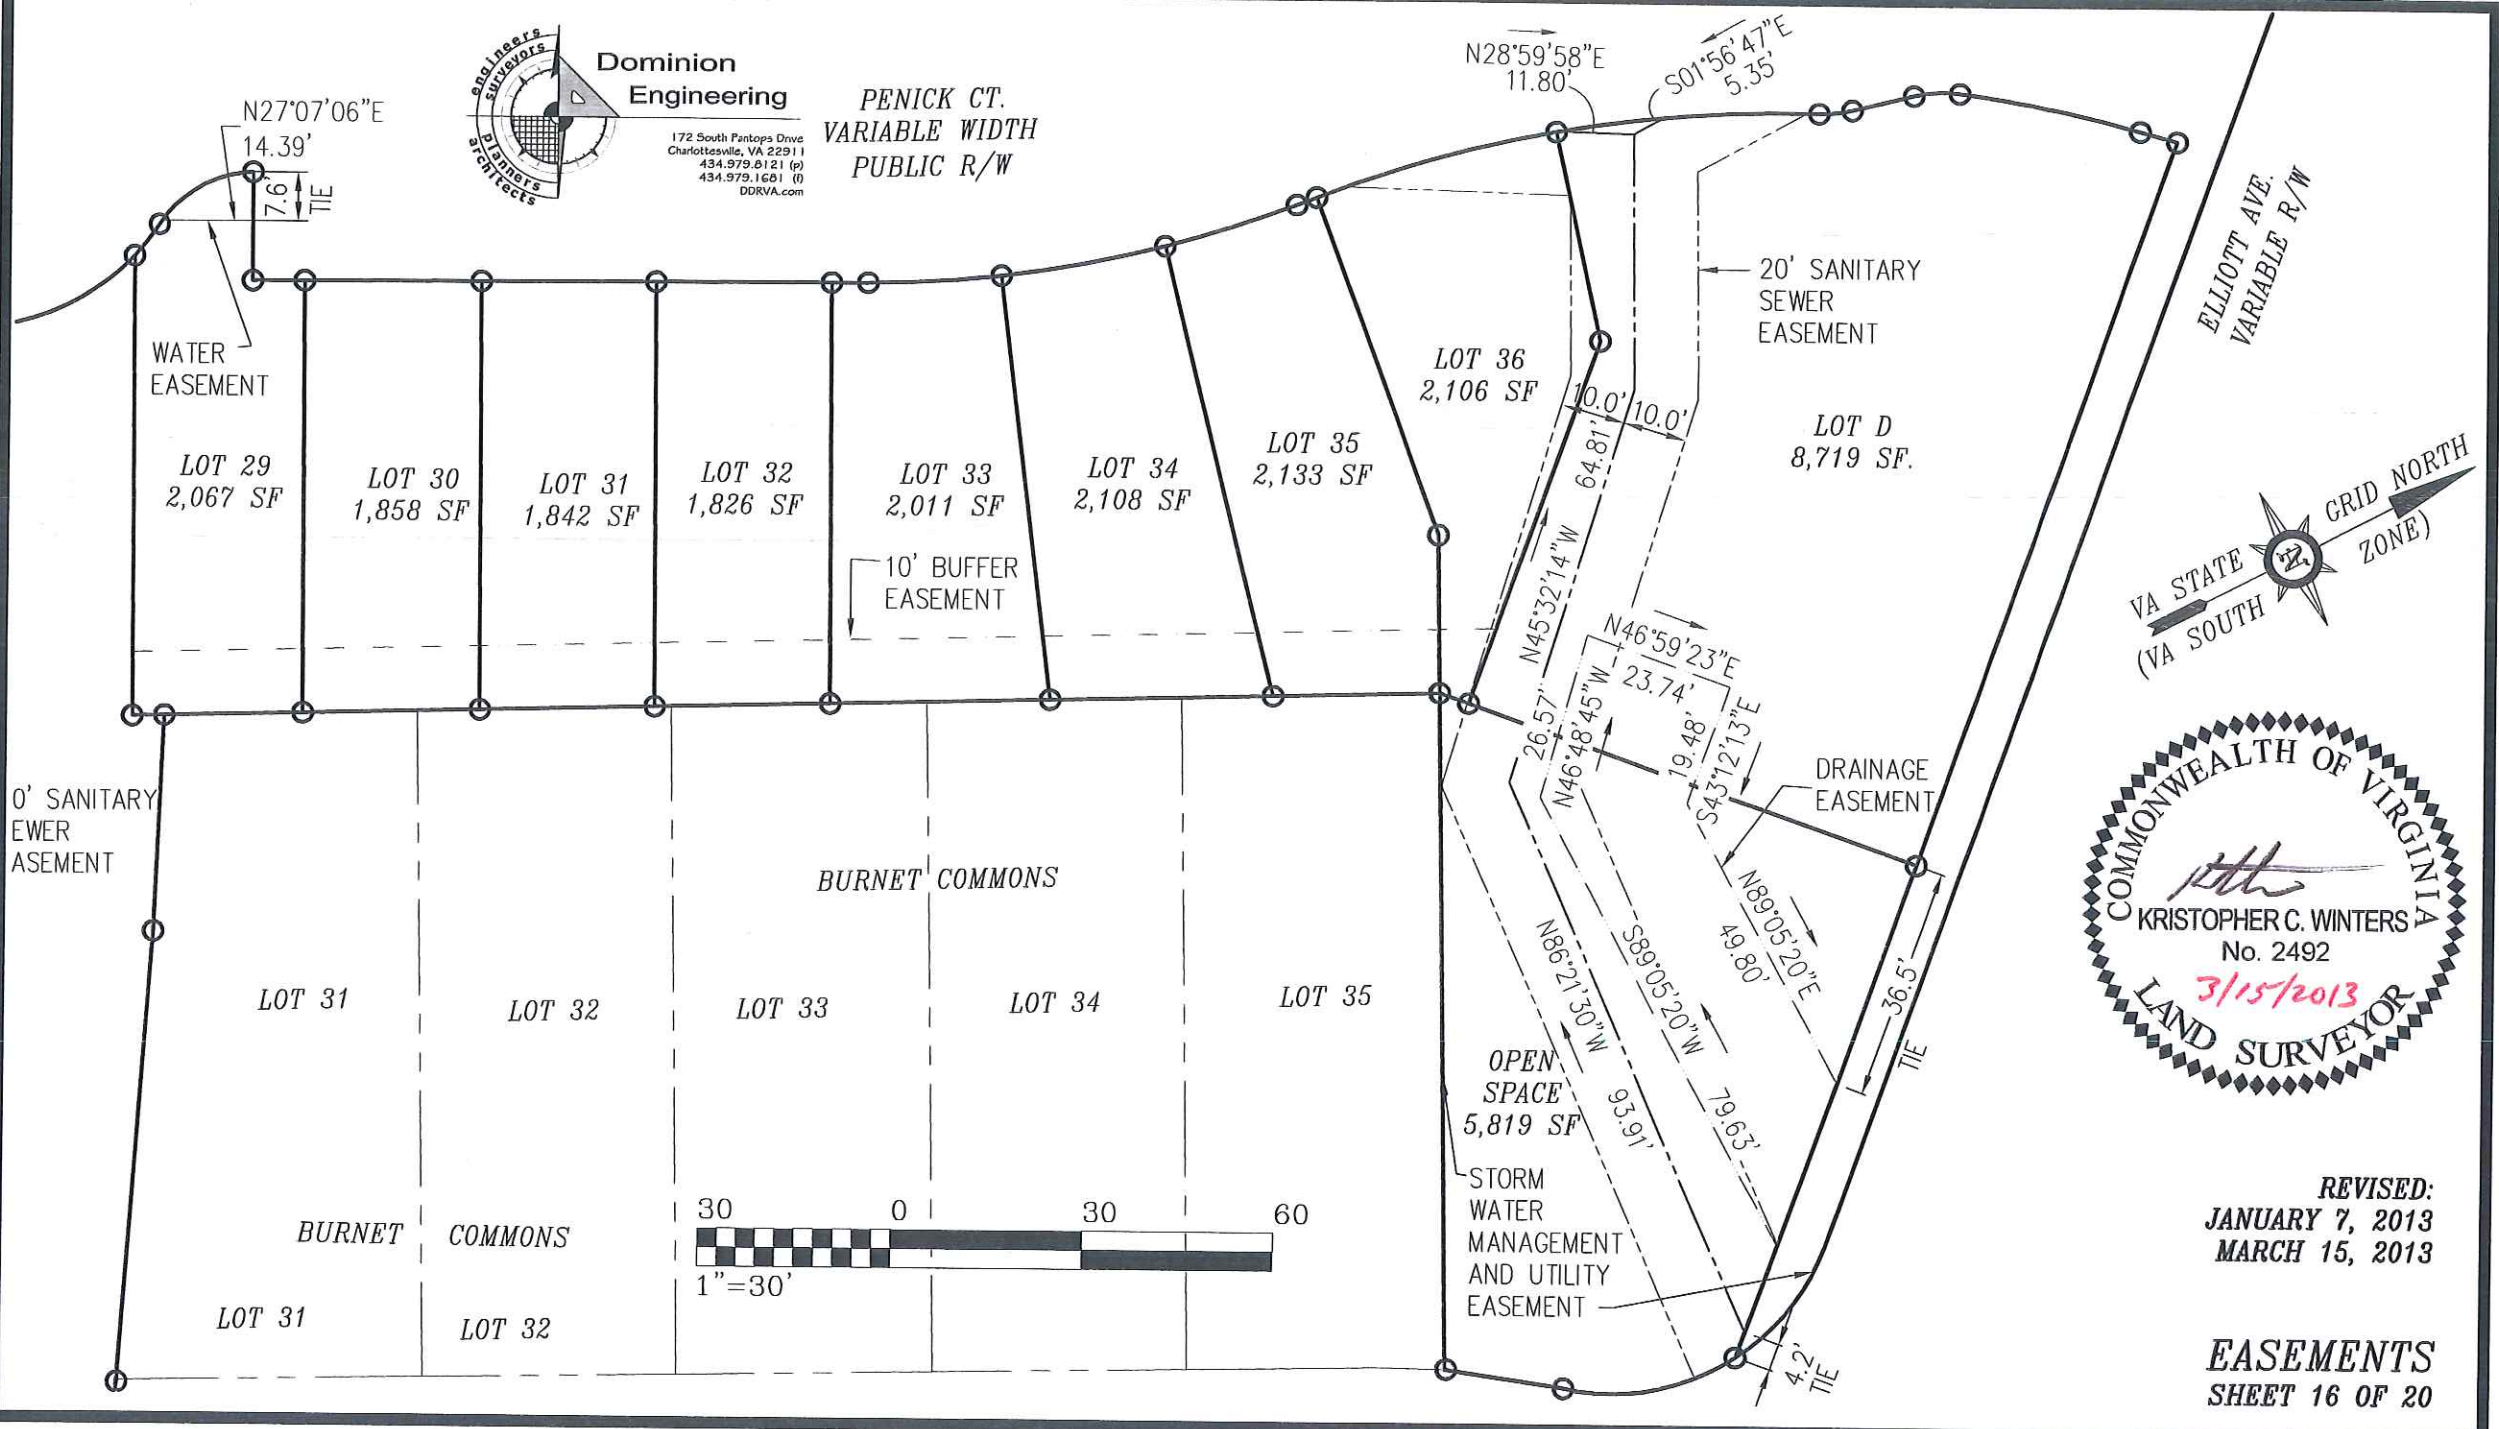 engineers
surveyors
planners
architects
Dominion
Engineering
172 South Pantops Drive
Charlottesville, VA 22911
434.979.8121 (p)
434.979.1681 (f)
DDRVA.com
PENICK CT.
VARIABLE WIDTH
PUBLIC R/W
N27°07'06"E
14.39'
7.6'
TIE
WATER
EASEMENT
N28°59'58"E
11.80'
S01°56'47"E
5.35'
ELLIOTT AVE.
VARIABLE R/W
20' SANITARY
SEWER
EASEMENT
LOT 29
2,067 SF
LOT 30
1,858 SF
LOT 31
1,842 SF
LOT 32
1,826 SF
LOT 33
2,011 SF
LOT 34
2,108 SF
LOT 35
2,133 SF
LOT 36
2,106 SF
10.0'
10.0'
LOT D
8,719 SF.
10' BUFFER
EASEMENT
N45°32'14"W 64.81'
26.57'
N46°48'45"W
N46°59'23"E
23.74'
19.48'
S43°12'13"E
DRAINAGE
EASEMENT
GRID NORTH
VA STATE
ZONE)
(VA SOUTH
N
0' SANITARY
EWER
ASEMENT
BURNET COMMONS
LOT 31
LOT 32
LOT 33
LOT 34
LOT 35
N89°05'20"E
49.80'
S89°05'20"W 79.63'
N86°21'30"W 93.91'
36.5'
TIE
OPEN
SPACE
5,819 SF
STORM
WATER
MANAGEMENT
AND UTILITY
EASEMENT
4.2'
TIE
BURNET COMMONS
LOT 31
LOT 32
30 0 30 60
1"=30'
COMMONWEALTH OF VIRGINIA
KRISTOPHER C. WINTERS
No. 2492
3/15/2013
LAND SURVEYOR
REVISED:
JANUARY 7, 2013
MARCH 15, 2013
EASEMENTS
SHEET 16 OF 20